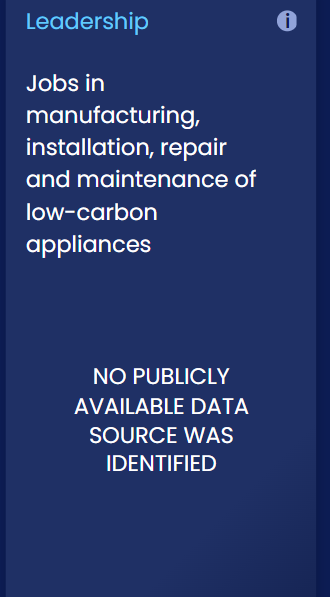 Leadership
Jobs in
manufacturing,
installation, repair
and maintenance of
low-carbon
appliances
NO PUBLICLY
AVAILABLE DATA
SOURCE WAS
IDENTIFIED